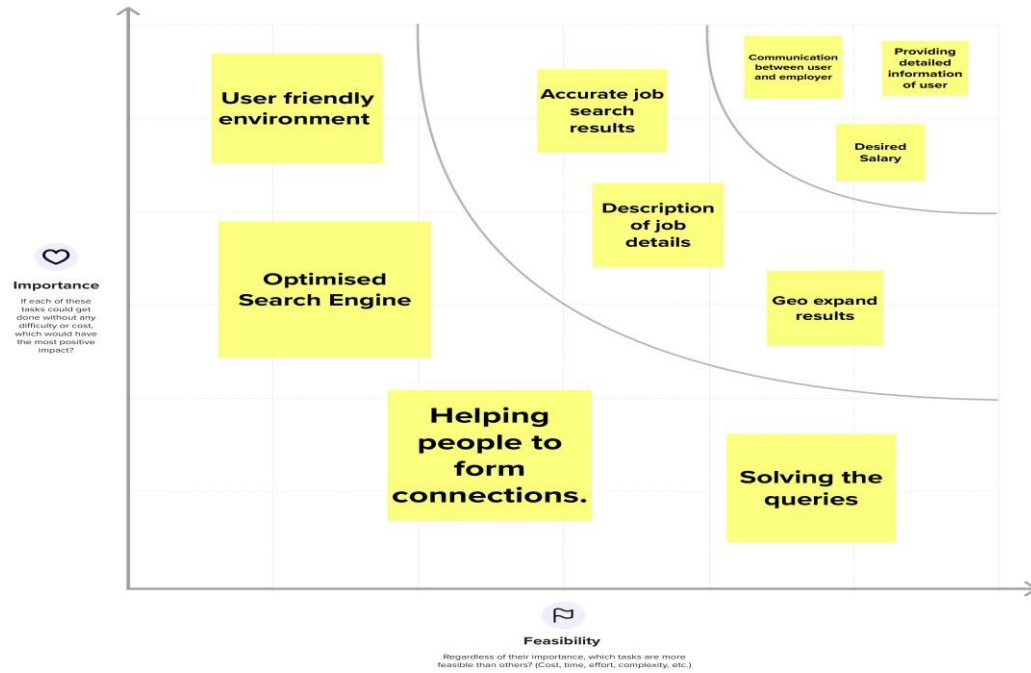 Communication
between user
and employer
Providing
detailed
information
of user
User friendly
environment
Accurate job
search
results
Desired
Salary
Description
of job
details
Optimised
Search Engine
Geo expand
results
Importance
If each of these
tasks could get
done without any
difficulty or cost,
which would have
the most positive
impact?
Helping
people to
form
connections.
Solving the
queries
Feasibility
Regardless of their importance, which tasks are more
feasible than others? (Cost, time, effort, complexity, etc.)